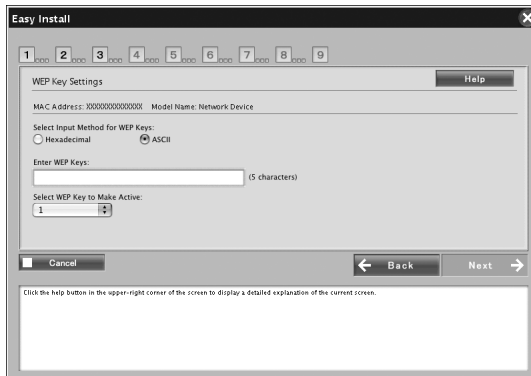 Easy Install
1 2 3 4 5 6 7 8 9
WEP Key Settings
Help
MAC Address: XXXXXXXXXXXXXX Model Name: Network Device
Select Input Method for WEP Keys:
Hexadecimal ASCII
Enter WEP Keys:
(5 characters)
Select WEP Key to Make Active:
1
Cancel
Back
Next
Click the help button in the upper-right corner of the screen to display a detailed explanation of the current screen.